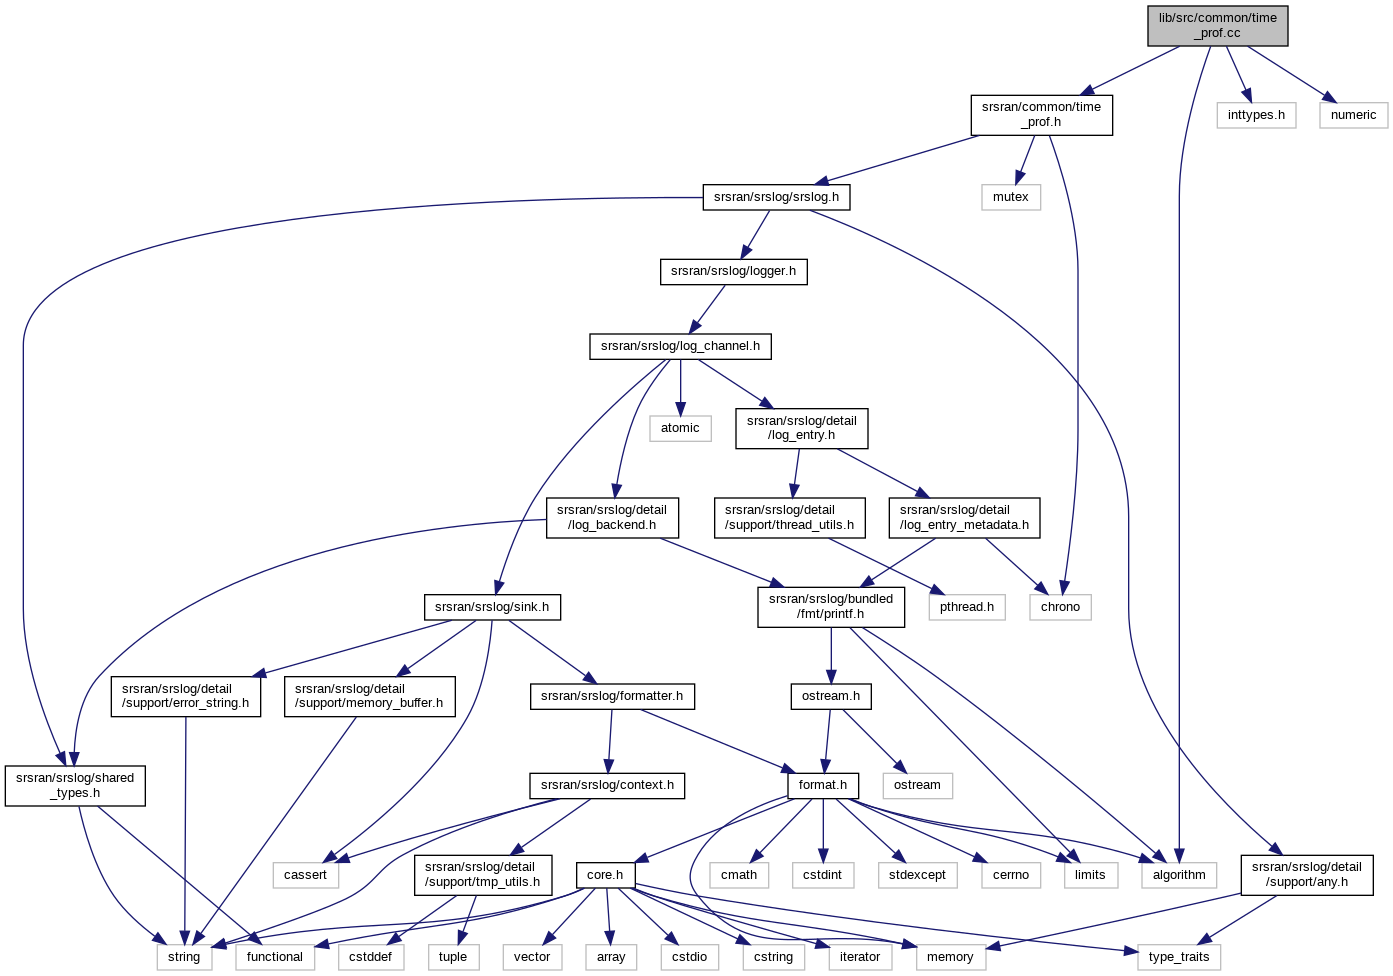 lib/src/common/time
_prof.cc
srsran/common/time
_prof.h
inttypes.h
numeric
srsran/srslog/srslog.h
mutex
srsran/srslog/logger.h
srsran/srslog/log_channel.h
atomic
srsran/srslog/detail
/log_entry.h
srsran/srslog/detail
/log_backend.h
srsran/srslog/detail
/support/thread_utils.h
srsran/srslog/detail
/log_entry_metadata.h
srsran/srslog/sink.h
srsran/srslog/bundled
/fmt/printf.h
pthread.h
chrono
srsran/srslog/detail
/support/error_string.h
srsran/srslog/detail
/support/memory_buffer.h
srsran/srslog/formatter.h
ostream.h
srsran/srslog/shared
_types.h
srsran/srslog/context.h
format.h
ostream
cassert
srsran/srslog/detail
/support/tmp_utils.h
core.h
cmath
cstdint
stdexcept
cerrno
limits
algorithm
srsran/srslog/detail
/support/any.h
string
functional
cstddef
tuple
vector
array
cstdio
cstring
iterator
memory
type_traits